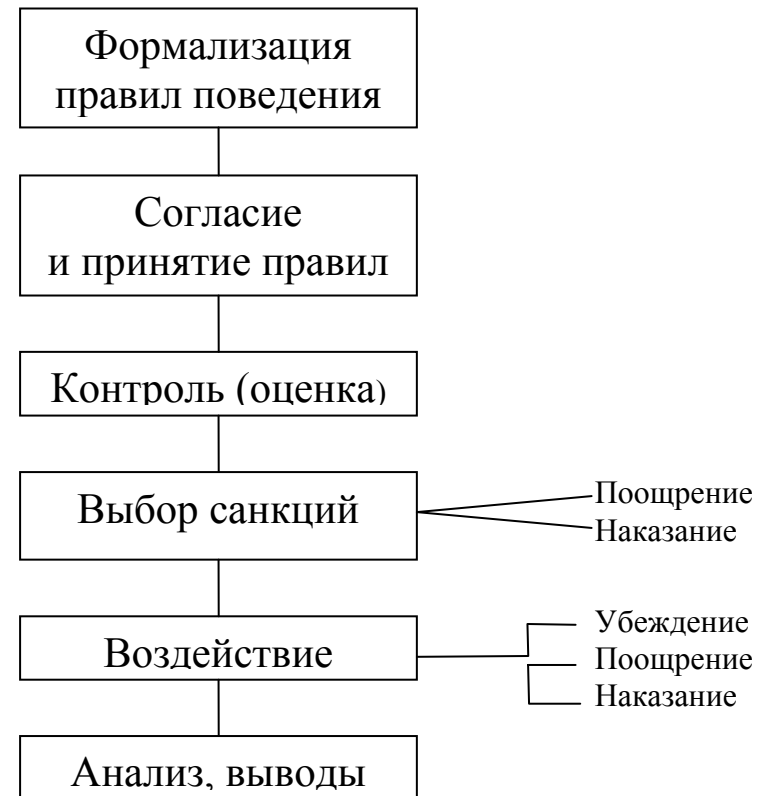 Формализация
правил поведения
Согласие
и принятие правил
Контроль (оценка)
Выбор санкций
Поощрение
Наказание
Воздействие
Убеждение
Поощрение
Наказание
Анализ, выводы